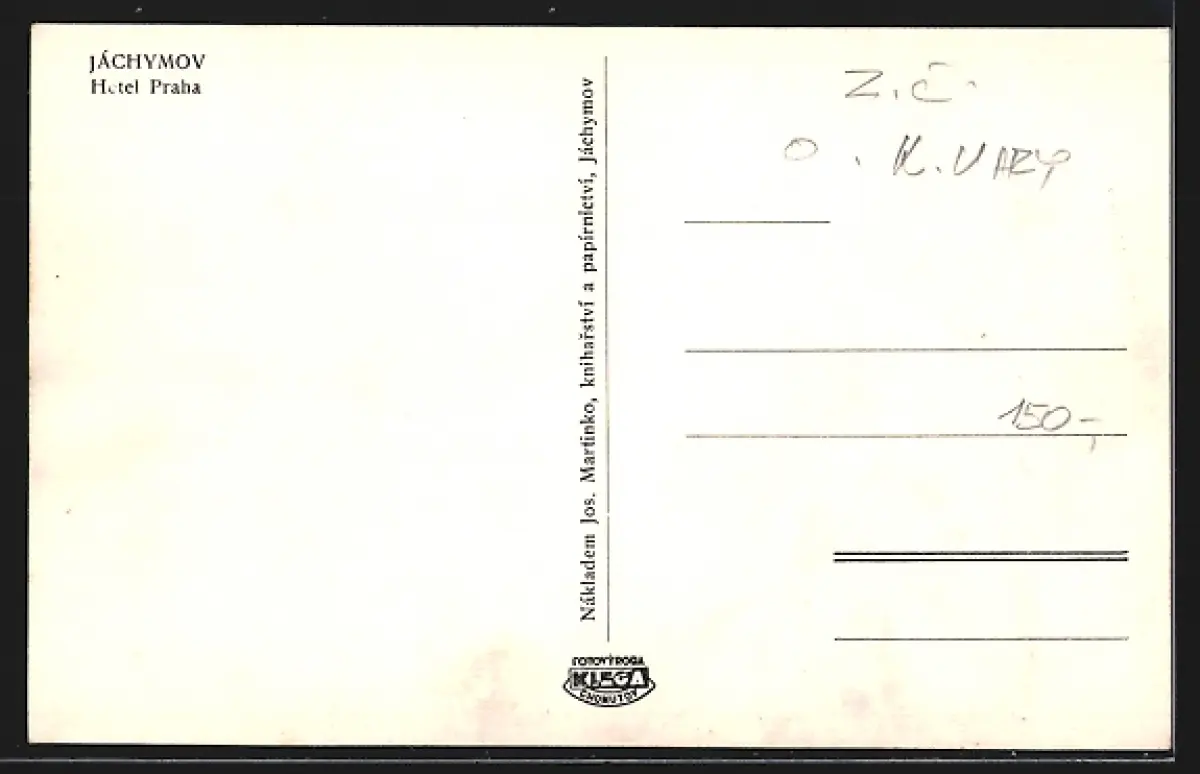 JÁCHYMOV
Hotel Praha
Nákladem Jos. Martinko, knihařství a papírnictví, Jáchymov
FOTOVÝROBA
KLEGA
CHOMUTOV
Z. Č.
O. K. VARY
150,-